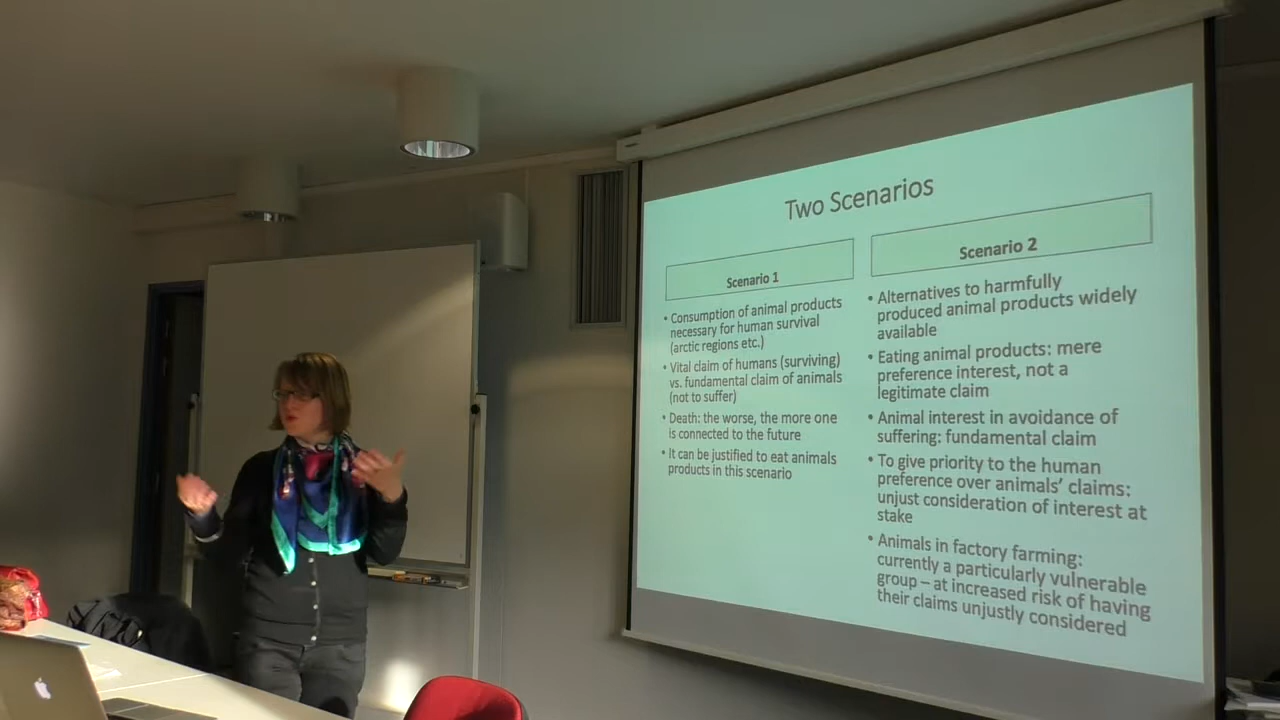 Two Scenarios
Scenario 1
• Consumption of animal products
necessary for human survival
(arctic regions etc.)
• Vital claim of humans (surviving)
vs. fundamental claim of animals
(not to suffer)
• Death: the worse, the more one
is connected to the future
• It can be justified to eat animals
products in this scenario
Scenario 2
• Alternatives to harmfully
produced animal products widely
available
• Eating animal products: mere
preference interest, not a
legitimate claim
• Animal interest in avoidance of
suffering: fundamental claim
• To give priority to the human
preference over animals’ claims:
unjust consideration of interest at
stake
• Animals in factory farming:
currently a particularly vulnerable
group – at increased risk of having
their claims unjustly considered